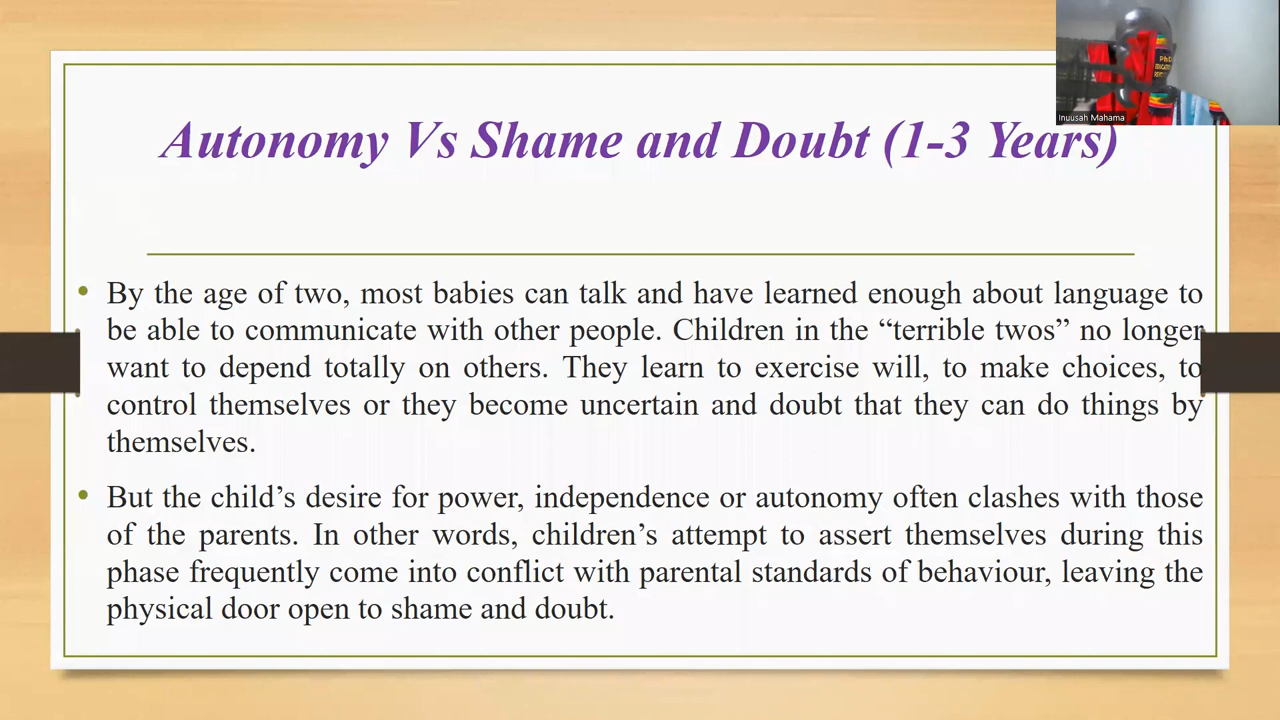 Autonomy Vs Shame and Doubt (1-3 Years)
PhD
Inuusah Mahama
By the age of two, most babies can talk and have learned enough about language to
be able to communicate with other people. Children in the “terrible twos” no longer
want to depend totally on others. They learn to exercise will, to make choices, to
control themselves or they become uncertain and doubt that they can do things by
themselves.
But the child’s desire for power, independence or autonomy often clashes with those
of the parents. In other words, children’s attempt to assert themselves during this
phase frequently come into conflict with parental standards of behaviour, leaving the
physical door open to shame and doubt.